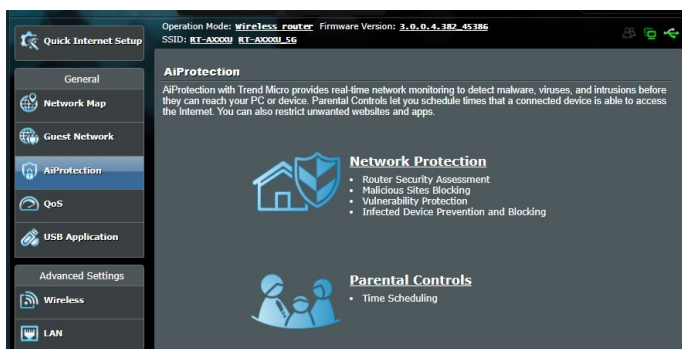 Quick Internet Setup
General
Network Map
Guest Network
AiProtection
QoS
USB Application
Advanced Settings
Wireless
LAN
Operation Mode: Wireless router Firmware Version: 3.0.0.4.382_45386
SSID: RT-AXXXU RT-AXXXU_5G
AiProtection
AiProtection with Trend Micro provides real-time network monitoring to detect malware, viruses, and intrusions before
they can reach your PC or device. Parental Controls let you schedule times that a connected device is able to access
the Internet. You can also restrict unwanted websites and apps.
Network Protection
• Router Security Assessment
• Malicious Sites Blocking
• Vulnerability Protection
• Infected Device Prevention and Blocking
Parental Controls
• Time Scheduling